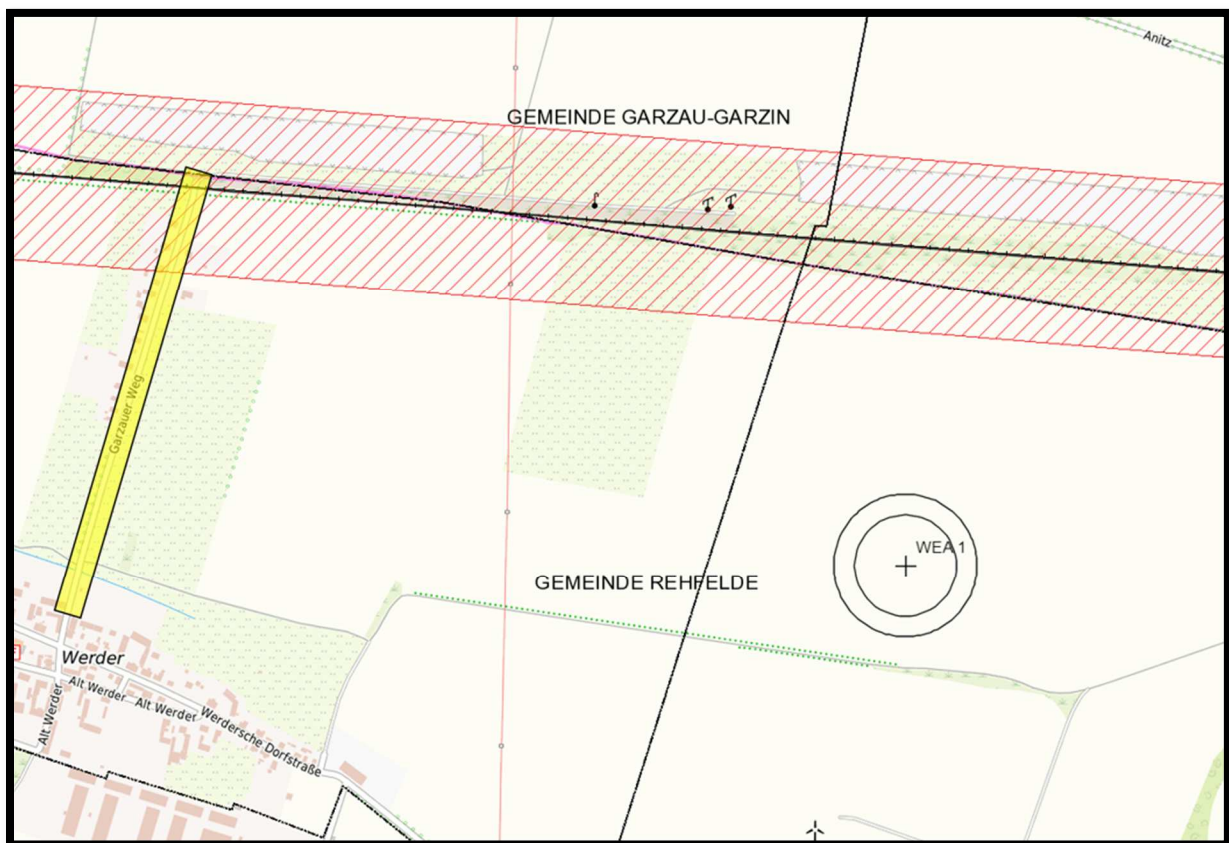 Anitz
GEMEINDE GARZAU-GARZIN
Garzauer Weg
WEA 1
GEMEINDE REHFELDE
Werder
Alt Werder
Alt Werder
Alt Werder
Werdersche Dorfstraße